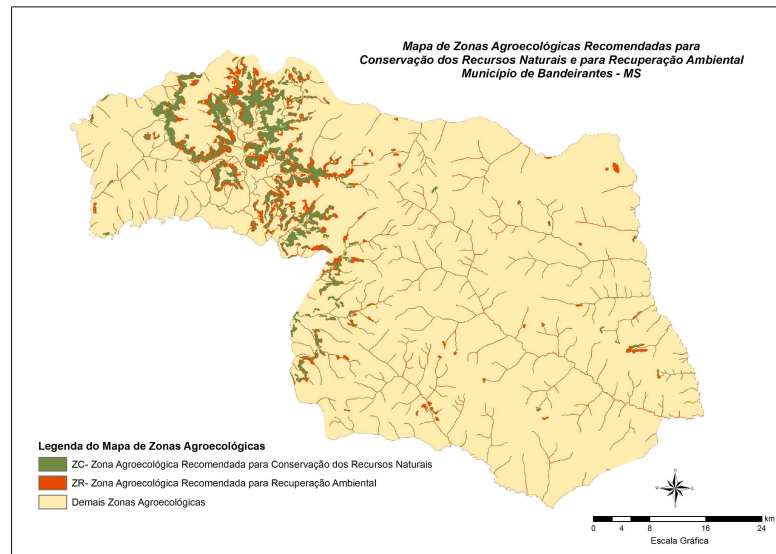 Mapa de Zonas Agroecológicas Recomendadas para
Conservação dos Recursos Naturais e para Recuperação Ambiental
Município de Bandeirantes - MS
Legenda do Mapa de Zonas Agroecológicas
ZC- Zona Agroecológica Recomendada para Conservação dos Recursos Naturais
ZR- Zona Agroecológica Recomendada para Recuperação Ambiental
Demais Zonas Agroecológicas
N
S
km
0 4 8 16 24
Escala Gráfica